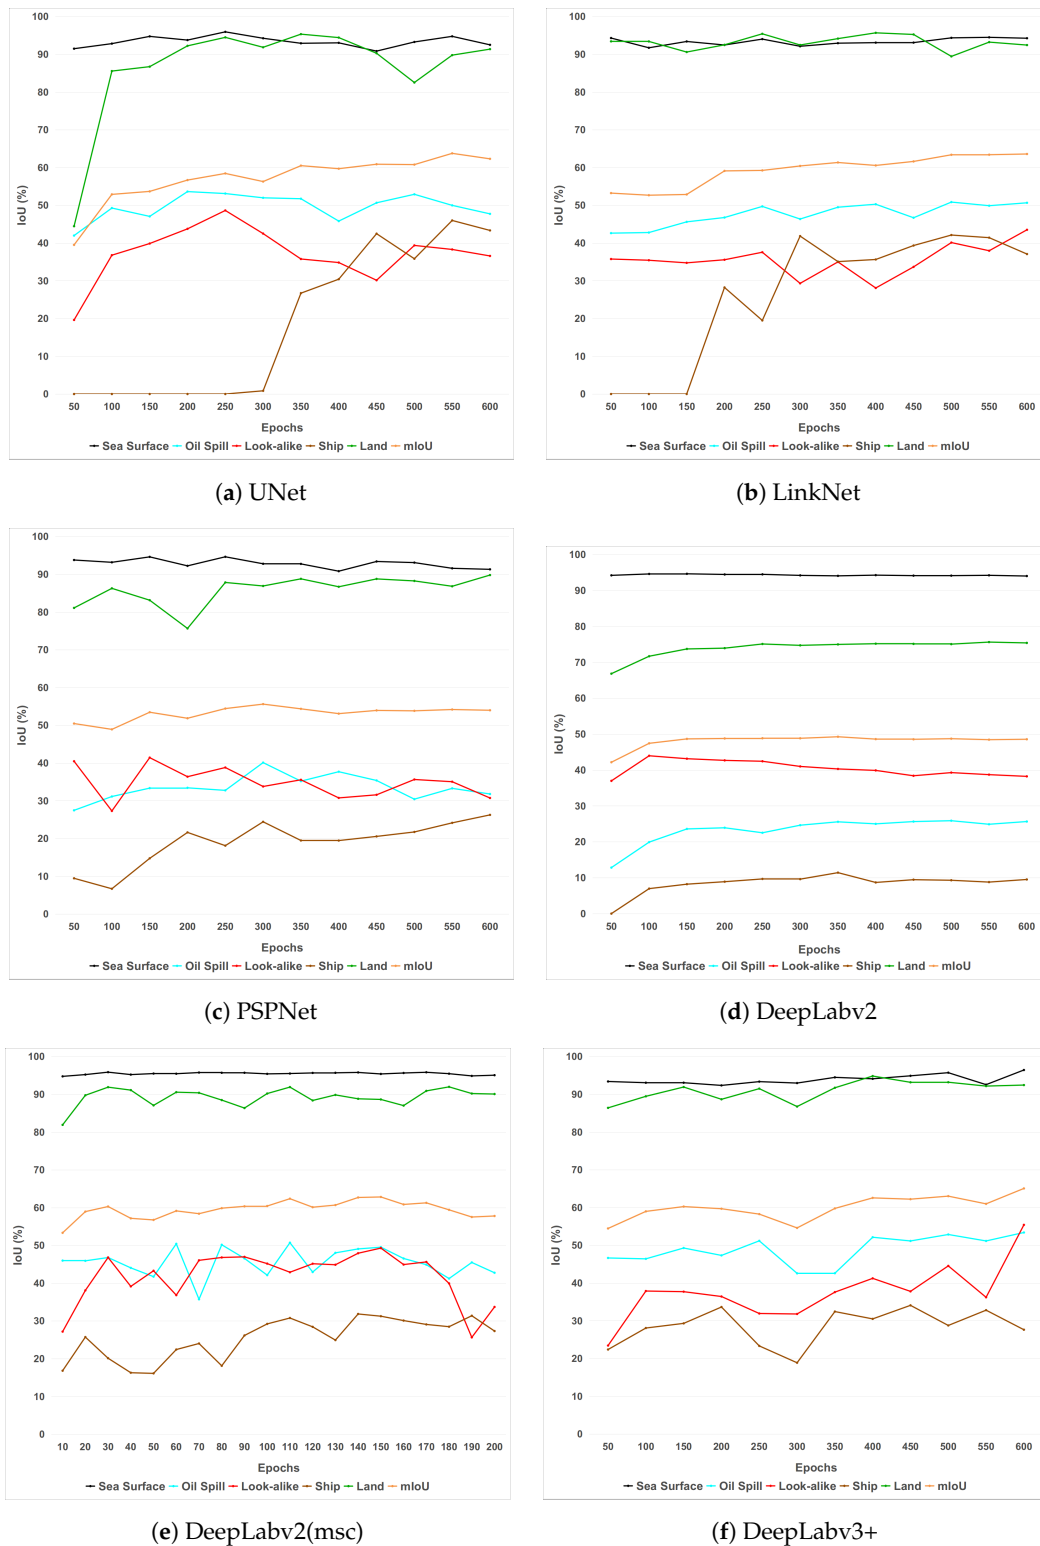 100
90
80
70
60
50
40
30
20
10
0
IoU (%)
50 100 150 200 250 300 350 400 450 500 550 600
Epochs
Sea Surface Oil Spill Look-alike Ship Land mIoU
(a) UNet
100
90
80
70
60
50
40
30
20
10
0
IoU (%)
50 100 150 200 250 300 350 400 450 500 550 600
Epochs
Sea Surface Oil Spill Look-alike Ship Land mIoU
(b) LinkNet
100
90
80
70
60
50
40
30
20
10
0
IoU (%)
50 100 150 200 250 300 350 400 450 500 550 600
Epochs
Sea Surface Oil Spill Look-alike Ship Land mIoU
(c) PSPNet
100
90
80
70
60
50
40
30
20
10
0
IoU (%)
50 100 150 200 250 300 350 400 450 500 550 600
Epochs
Sea Surface Oil Spill Look-alike Ship Land mIoU
(d) DeepLabv2
100
90
80
70
60
50
40
30
20
10
0
IoU (%)
10 20 30 40 50 60 70 80 90 100 110 120 130 140 150 160 170 180 190 200
Epochs
Sea Surface Oil Spill Look-alike Ship Land mIoU
(e) DeepLabv2(msc)
100
90
80
70
60
50
40
30
20
10
0
IoU (%)
50 100 150 200 250 300 350 400 450 500 550 600
Epochs
Sea Surface Oil Spill Look-alike Ship Land mIoU
(f) DeepLabv3+